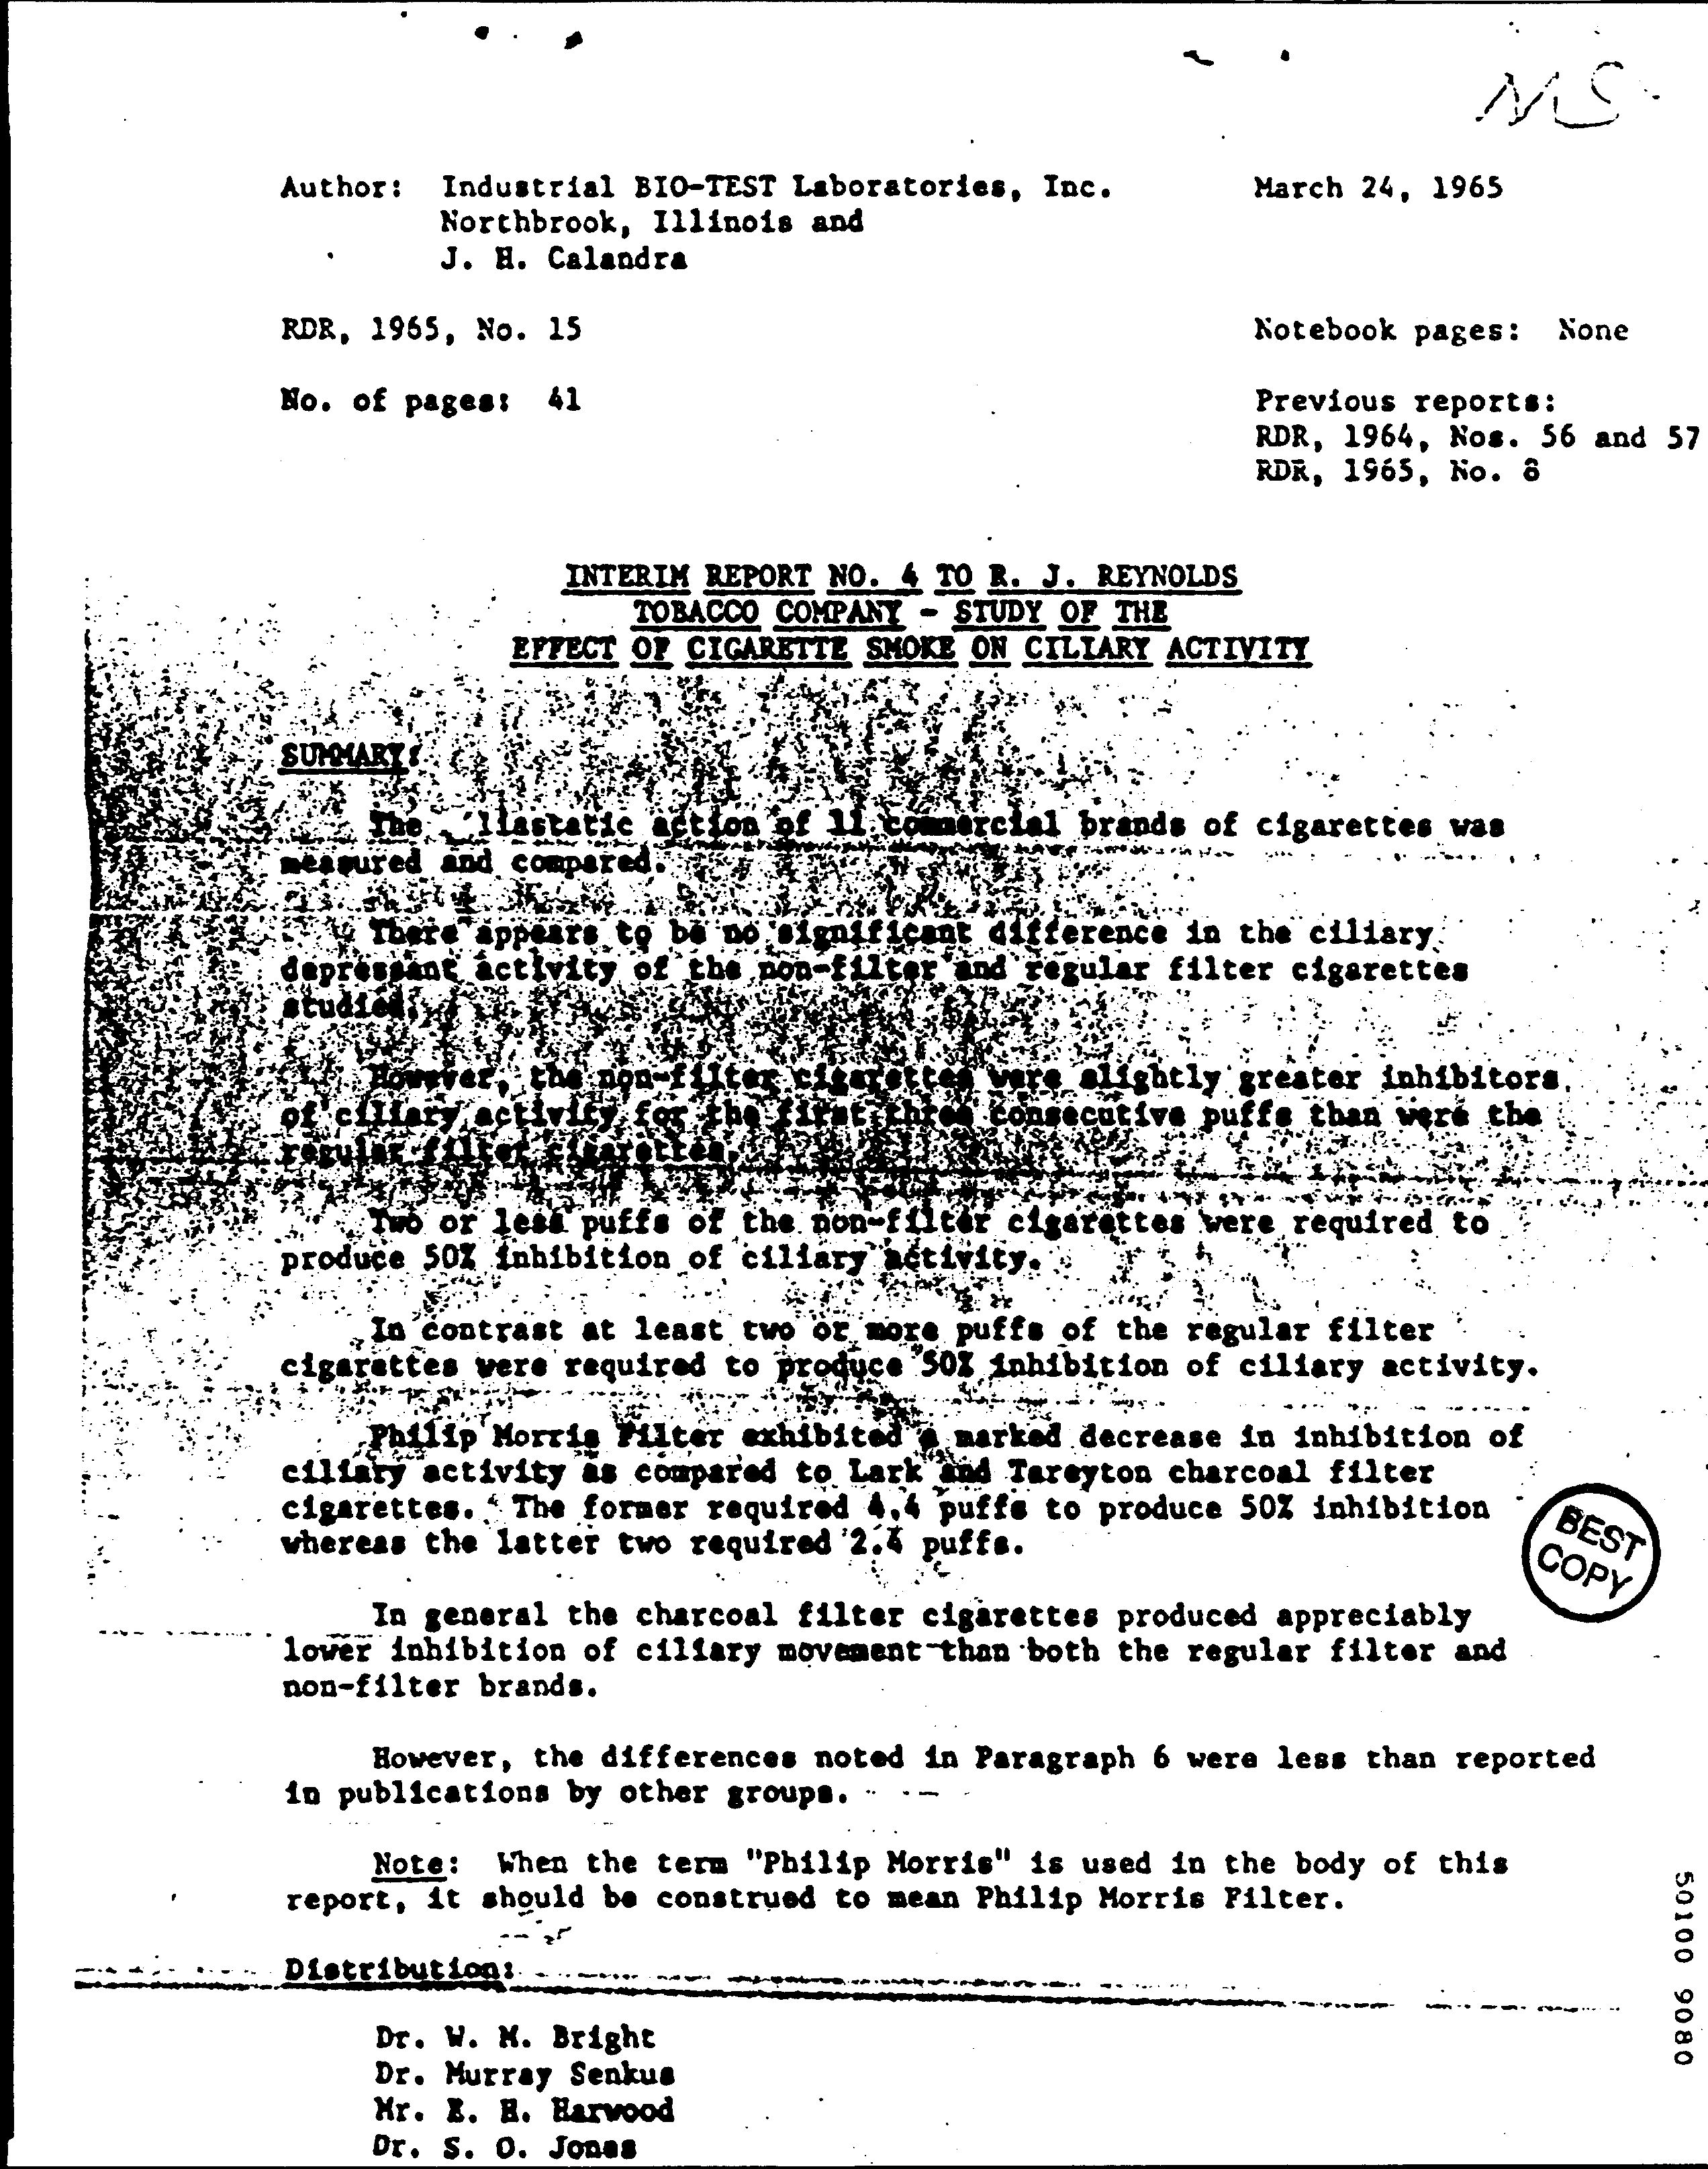 MS
Author: Industrial BIO-TEST Laboratories, Inc. March 24, 1965
Northbrook, Illinois and
J. H. Calandra
RDR, 1965, No. 15 Notebook pages: None
No. of pages: 41 Previous reports:
RDR, 1964, Nos. 56 and 57
RDR, 1965, No. 8
INTERIM REPORT NO. 4 TO R. J. REYNOLDS
TOBACCO COMPANY - STUDY OF THE
EFFECT OF CIGARETTE SMOKE ON CILIARY ACTIVITY
SUMMARY:
The action of 11 commercial brands of cigarettes was
measured and compared.
There appears to be no significant difference in the ciliary
depressant activity of the non-filter and regular filter cigarettes
studied.
However, the non-filter cigarettes were slightly greater inhibitors
of ciliary activity for the first three consecutive puffs than were the
regular filter cigarettes.
Two or less puffs of the non-filter cigarettes were required to
produce 50% inhibition of ciliary activity.
In contrast at least two or more puffs of the regular filter
cigarettes were required to produce 50% inhibition of ciliary activity.
Philip Morris Filter exhibited a marked decrease in inhibition of
ciliary activity as compared to Lark and Tareyton charcoal filter
cigarettes. The former required 4.4 puffs to produce 50% inhibition
whereas the latter two required 2.4 puffs.
BEST
COPY
In general the charcoal filter cigarettes produced appreciably
lower inhibition of ciliary movement than both the regular filter and
non-filter brands.
However, the differences noted in Paragraph 6 were less than reported
in publications by other groups.
Note: When the term "Philip Morris" is used in the body of this
report, it should be construed to mean Philip Morris Filter.
Distribution:
Dr. W. M. Bright
Dr. Murray Senkus
Mr. E. H. Harwood
Dr. S. O. Jones
50100 9080